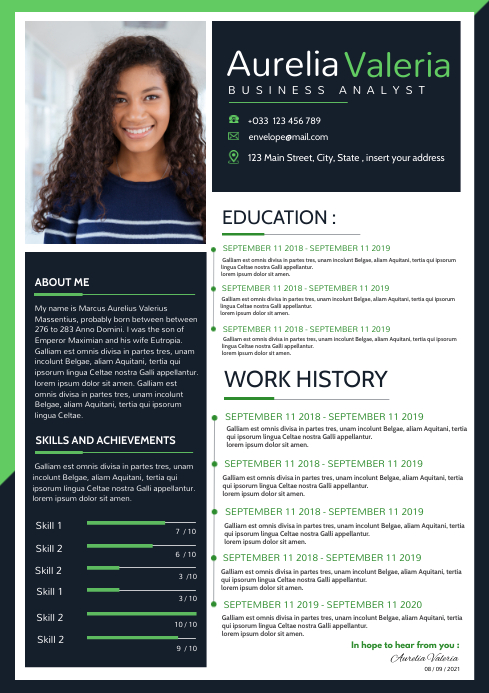 Aurelia Valeria
BUSINESS ANALYST
+033 123 456 789
envelope@mail.com
123 Main Street, City, State , insert your address
ABOUT ME
My name is Marcus Aurelius Valerius
Massentius, probably born between between
276 to 283 Anno Domini. I was the son of
Emperor Maximian and his wife Eutropia.
Galliam est omnis divisa in partes tres, unam
incolunt Belgae, aliam Aquitani, tertia qui
ipsorum lingua Celtae nostra Galli appellantur.
lorem ipsum dolor si amen. Galliam est
omnis divisa in partes tres, unam incolunt
Belgae, aliam Aquitani, tertia qui ipsorum
lingua Celtae.
SKILLS AND ACHIEVEMENTS
Galliam est omnis divisa in partes tres, unam
incolunt Belgae, aliam Aquitani, tertia qui
ipsorum lingua Celtae nostra Galli appellantur.
lorem ipsum dolor si amen.
Skill 1
7 / 10
Skill 2
6 / 10
Skill 2
3 /10
Skill 1
3 / 10
Skill 2
10 / 10
Skill 2
9 / 10
EDUCATION :
SEPTEMBER 11 2018 - SEPTEMBER 11 2019
Galliam est omnis divisa in partes tres, unam incolunt Belgae, aliam Aquitani, tertia qui ipsorum
lingua Celtae nostra Galli appellantur.
lorem ipsum dolor si amen.
SEPTEMBER 11 2018 - SEPTEMBER 11 2019
Galliam est omnis divisa in partes tres, unam incolunt Belgae, aliam Aquitani, tertia qui ipsorum
lingua Celtae nostra Galli appellantur.
lorem ipsum dolor si amen.
SEPTEMBER 11 2018 - SEPTEMBER 11 2019
Galliam est omnis divisa in partes tres, unam incolunt Belgae, aliam Aquitani, tertia qui ipsorum
lingua Celtae nostra Galli appellantur.
lorem ipsum dolor si amen.
WORK HISTORY
SEPTEMBER 11 2018 - SEPTEMBER 11 2019
Galliam est omnis divisa in partes tres, unam incolunt Belgae, aliam Aquitani, tertia
qui ipsorum lingua Celtae nostra Galli appellantur.
lorem ipsum dolor si amen.
SEPTEMBER 11 2018 - SEPTEMBER 11 2019
Galliam est omnis divisa in partes tres, unam incolunt Belgae, aliam Aquitani, tertia
qui ipsorum lingua Celtae nostra Galli appellantur.
lorem ipsum dolor si amen.
SEPTEMBER 11 2018 - SEPTEMBER 11 2019
Galliam est omnis divisa in partes tres, unam incolunt Belgae, aliam Aquitani, tertia
qui ipsorum lingua Celtae nostra Galli appellantur.
lorem ipsum dolor si amen.
SEPTEMBER 11 2018 - SEPTEMBER 11 2019
Galliam est omnis divisa in partes tres, unam incolunt Belgae, aliam Aquitani, tertia
qui ipsorum lingua Celtae nostra Galli appellantur.
lorem ipsum dolor si amen.
SEPTEMBER 11 2019 - SEPTEMBER 11 2020
Galliam est omnis divisa in partes tres, unam incolunt Belgae, aliam Aquitani, tertia
qui ipsorum lingua Celtae nostra Galli appellantur.
lorem ipsum dolor si amen.
In hope to hear from you :
Aurelia Valeria
08 / 09 / 2021